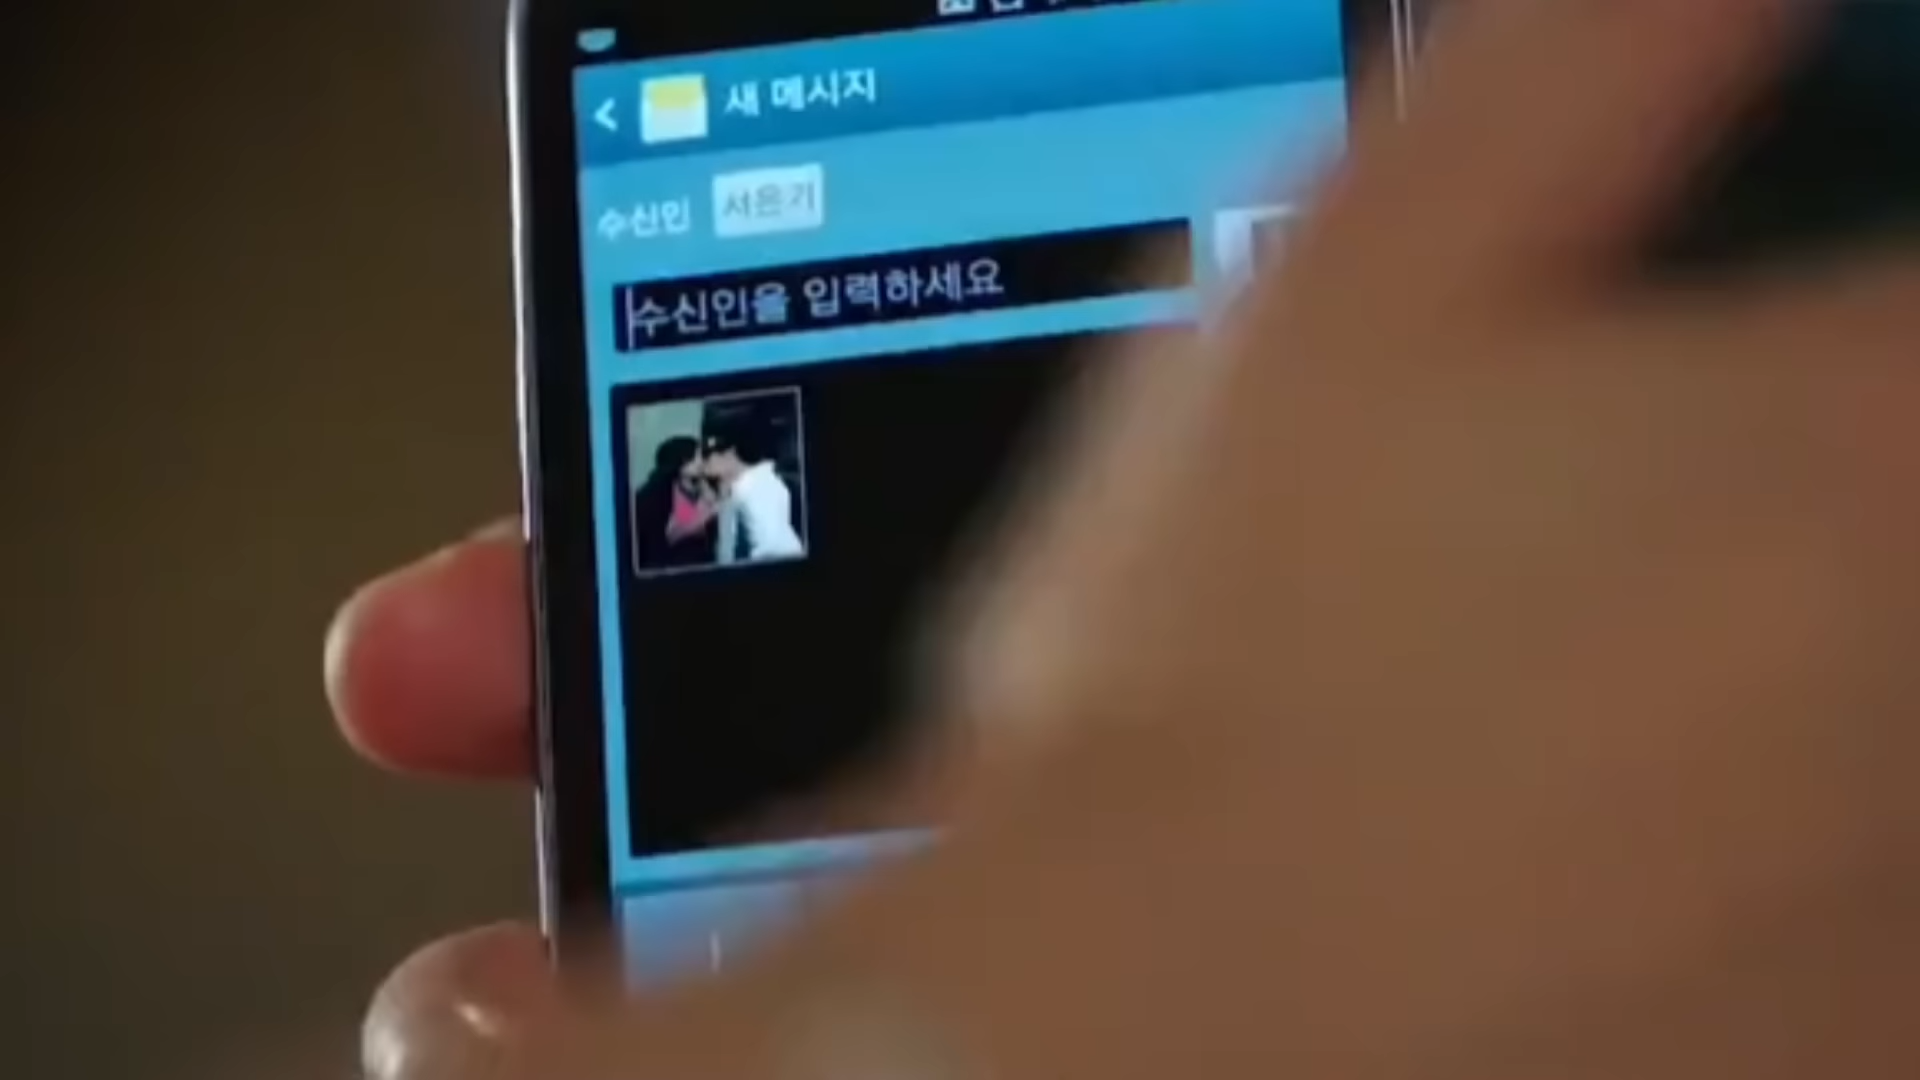 새 메시지
수신인 서은기
수신인을 입력하세요